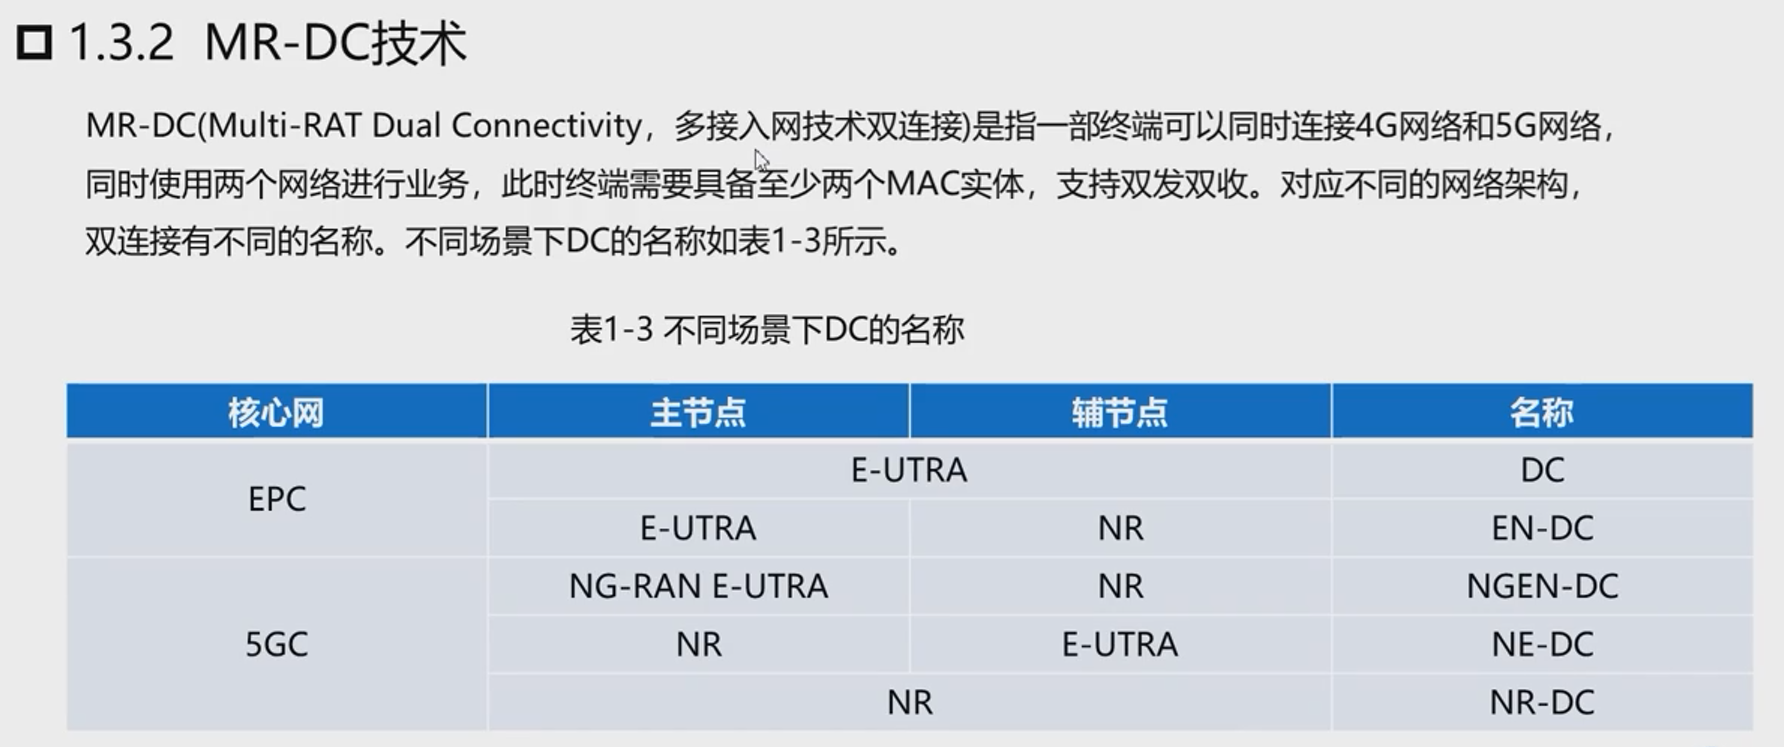 1.3.2 MR-DC技术
MR-DC(Multi-RAT Dual Connectivity，多接入网技术双连接)是指一部终端可以同时连接4G网络和5G网络，
同时使用两个网络进行业务，此时终端需要具备至少两个MAC实体，支持双发双收。对应不同的网络架构，
双连接有不同的名称。不同场景下DC的名称如表1-3所示。
表1-3 不同场景下DC的名称
核心网 主节点 辅节点 名称
EPC
E-UTRA DC
E-UTRA NR EN-DC
5GC
NG-RAN E-UTRA NR NGEN-DC
NR E-UTRA NE-DC
NR NR-DC